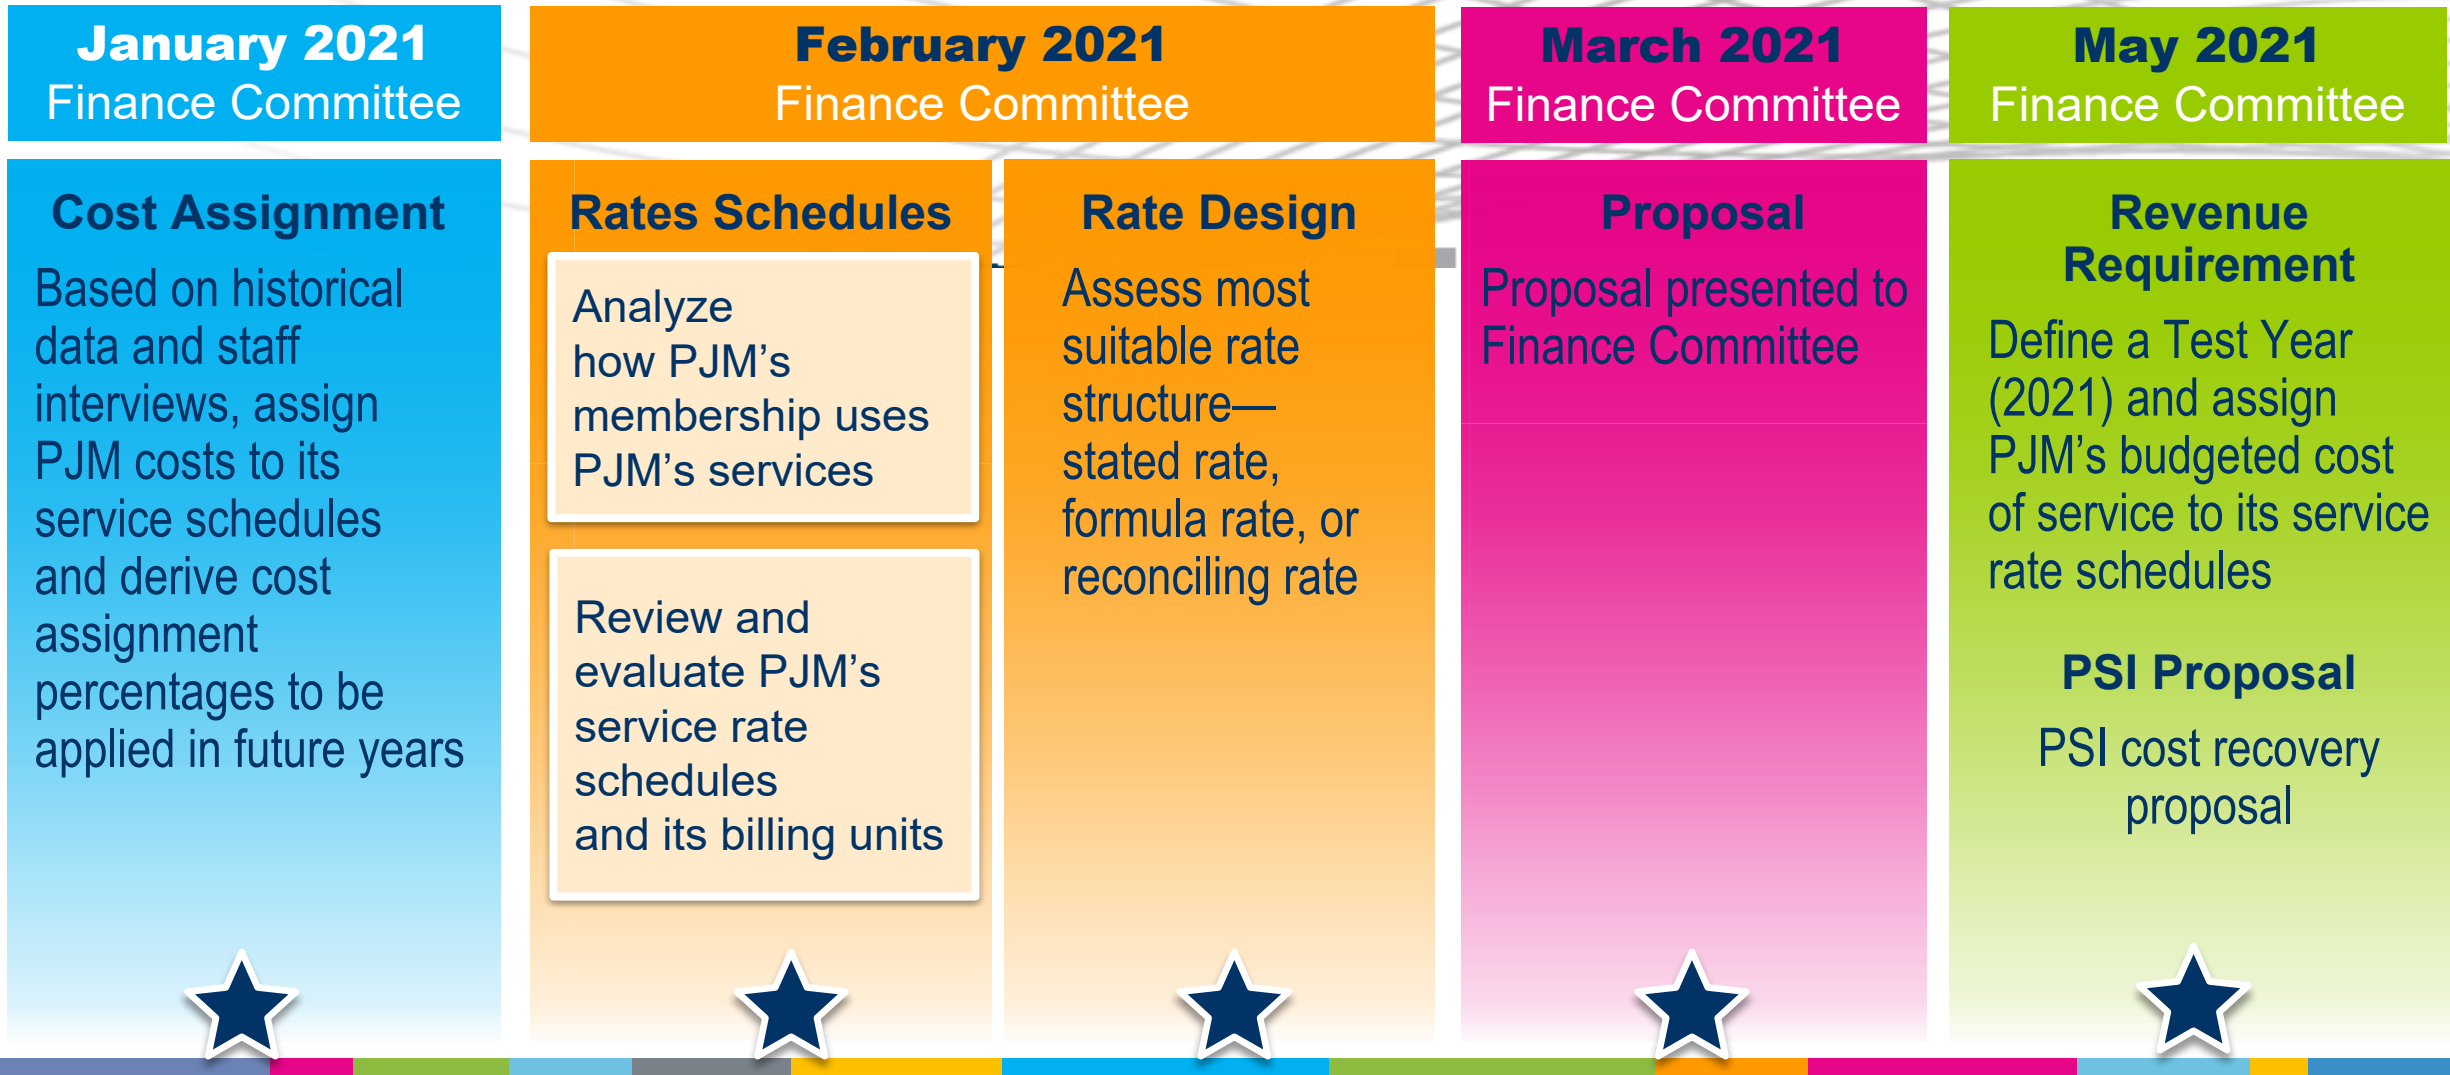 January 2021
Finance Committee
Cost Assignment
Based on historical
data and staff
interviews, assign
PJM costs to its
service schedules
and derive cost
assignment
percentages to be
applied in future years
February 2021
Finance Committee
Rates Schedules
Analyze
how PJM’s
membership uses
PJM’s services
Review and
evaluate PJM’s
service rate
schedules
and its billing units
Rate Design
Assess most
suitable rate
structure—
stated rate,
formula rate, or
reconciling rate
March 2021
Finance Committee
Proposal
Proposal presented to
Finance Committee
May 2021
Finance Committee
Revenue
Requirement
Define a Test Year
(2021) and assign
PJM’s budgeted cost
of service to its service
rate schedules
PSI Proposal
PSI cost recovery
proposal